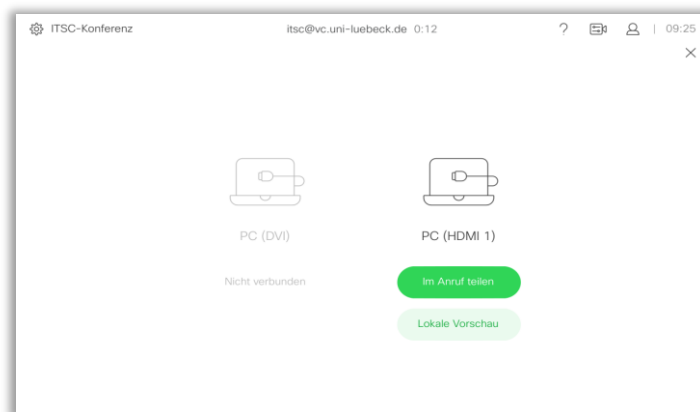 ITSC-Konferenz itsc@vc.uni-luebeck.de 0:12 ? | 09:25
PC (DVI) PC (HDMI 1)
Nicht verbunden Im Anruf teilen
Lokale Vorschau